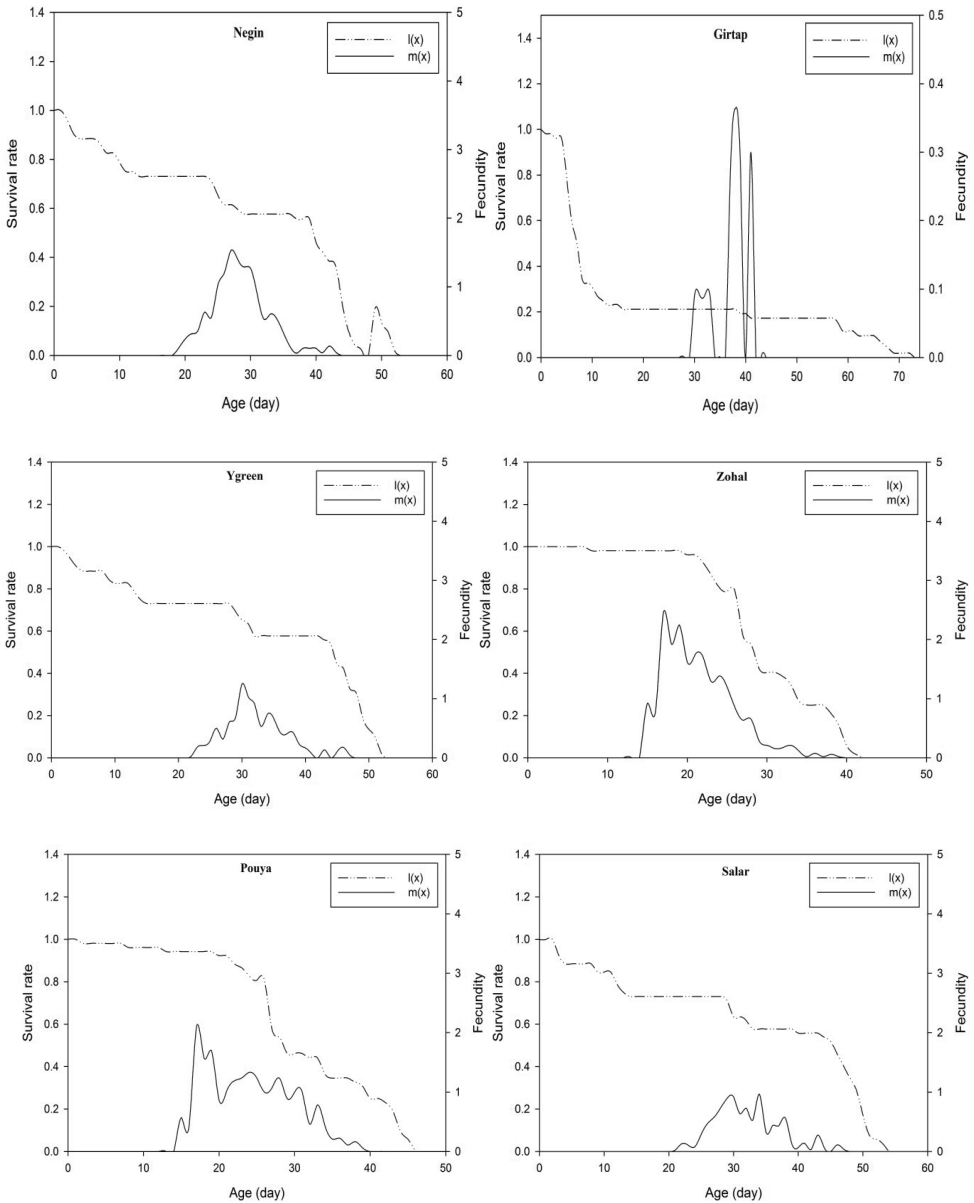 Negin
l(x)
m(x)
1.4
1.2
1.0
0.8
0.6
0.4
0.2
0.0
5
4
3
2
1
0
Survival rate
Fecundity
0 10 20 30 40 50 60
Age (day)
Girtap
l(x)
m(x)
1.4
1.2
1.0
0.8
0.6
0.4
0.2
0.0
0.5
0.4
0.3
0.2
0.1
0.0
Survival rate
Fecundity
0 10 20 30 40 50 60 70
Age (day)
Ygreen
l(x)
m(x)
1.4
1.2
1.0
0.8
0.6
0.4
0.2
0.0
5
4
3
2
1
0
Survival rate
Fecundity
0 10 20 30 40 50 60
Age (day)
Zohal
l(x)
m(x)
1.4
1.2
1.0
0.8
0.6
0.4
0.2
0.0
5
4
3
2
1
0
Survival rate
Fecundity
0 10 20 30 40 50
Age (day)
Pouya
l(x)
m(x)
1.4
1.2
1.0
0.8
0.6
0.4
0.2
0.0
5
4
3
2
1
0
Survival rate
Fecundity
0 10 20 30 40 50
Age (day)
Salar
l(x)
m(x)
1.4
1.2
1.0
0.8
0.6
0.4
0.2
0.0
5
4
3
2
1
0
Survival rate
Fecundity
0 10 20 30 40 50 60
Age (day)